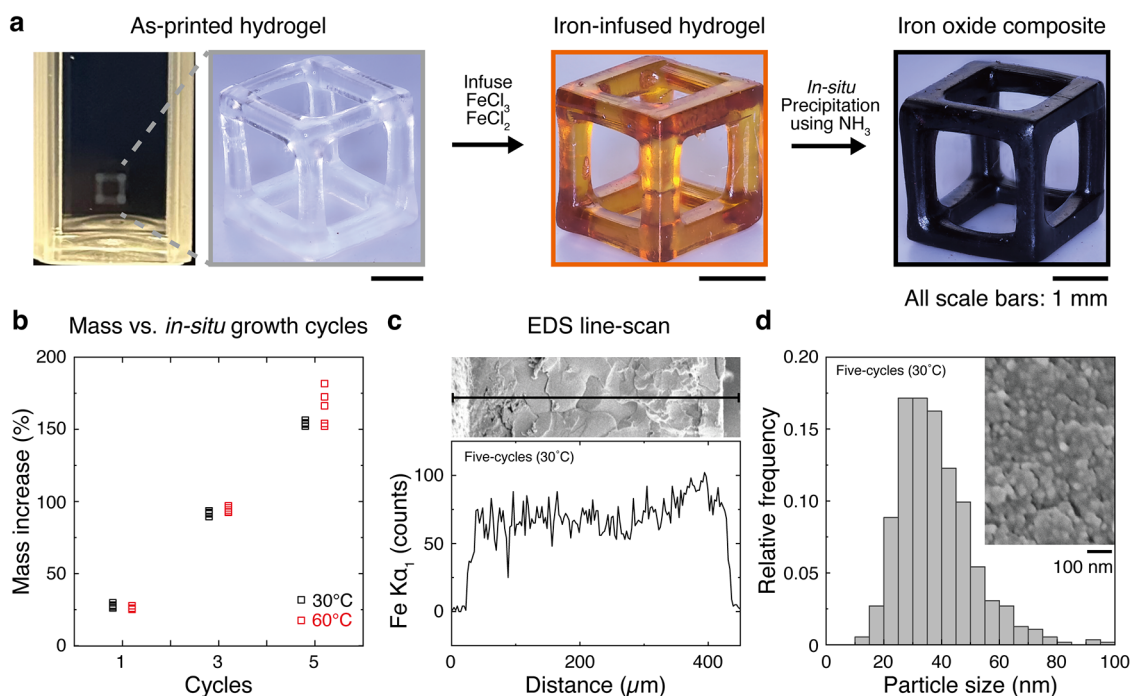 a
As-printed hydrogel
Iron-infused hydrogel
Iron oxide composite
Infuse
FeCl₃
FeCl₂
In-situ
Precipitation
using NH₃
All scale bars: 1 mm
b
Mass vs. in-situ growth cycles
Mass increase (%)
200
150
100
50
0
1
3
5
Cycles
30°C
60°C
c
EDS line-scan
Five-cycles (30°C)
Fe Kα₁ (counts)
100
50
0
0
200
400
Distance (µm)
d
Five-cycles (30°C)
100 nm
Relative frequency
0.20
0.15
0.10
0.05
0
0
20
40
60
80
100
Particle size (nm)